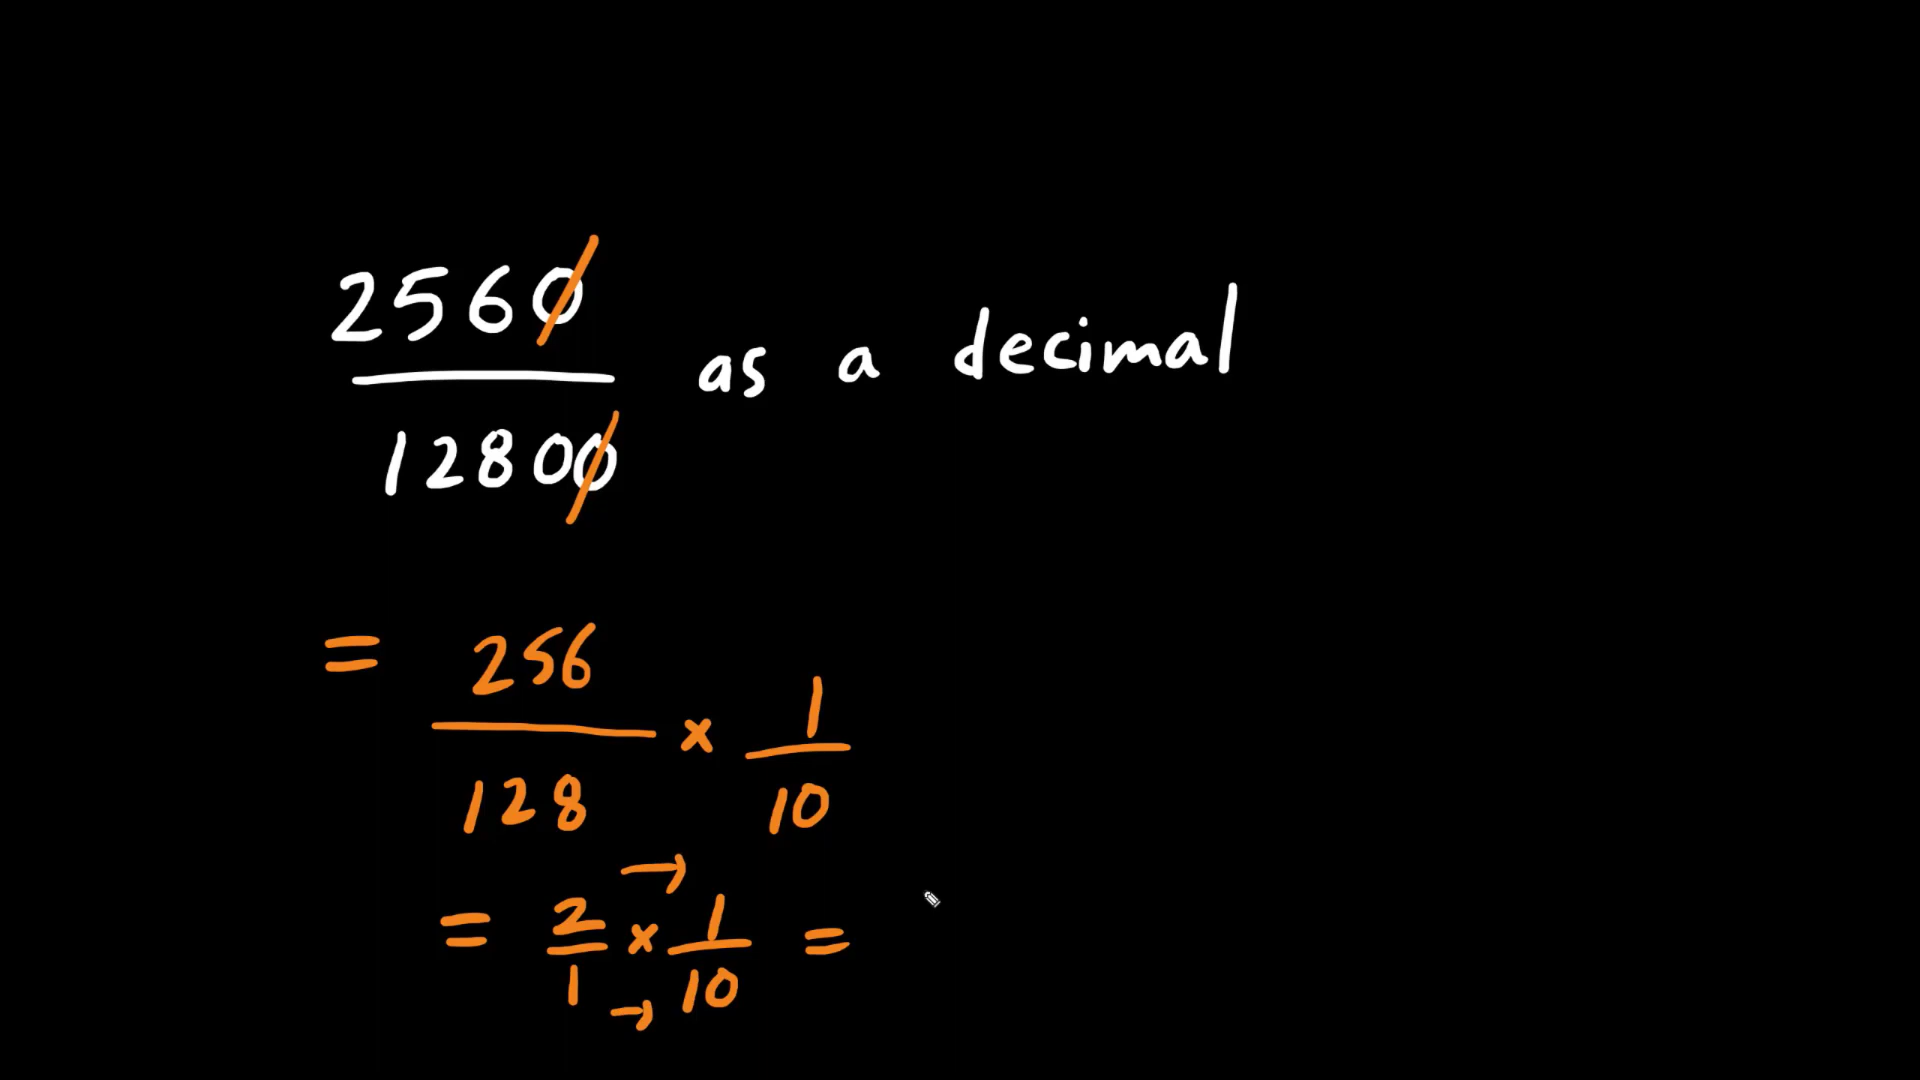 2560/12800 as a decimal
= 256/128 × 1/10
= 2/1 × 1/10 =